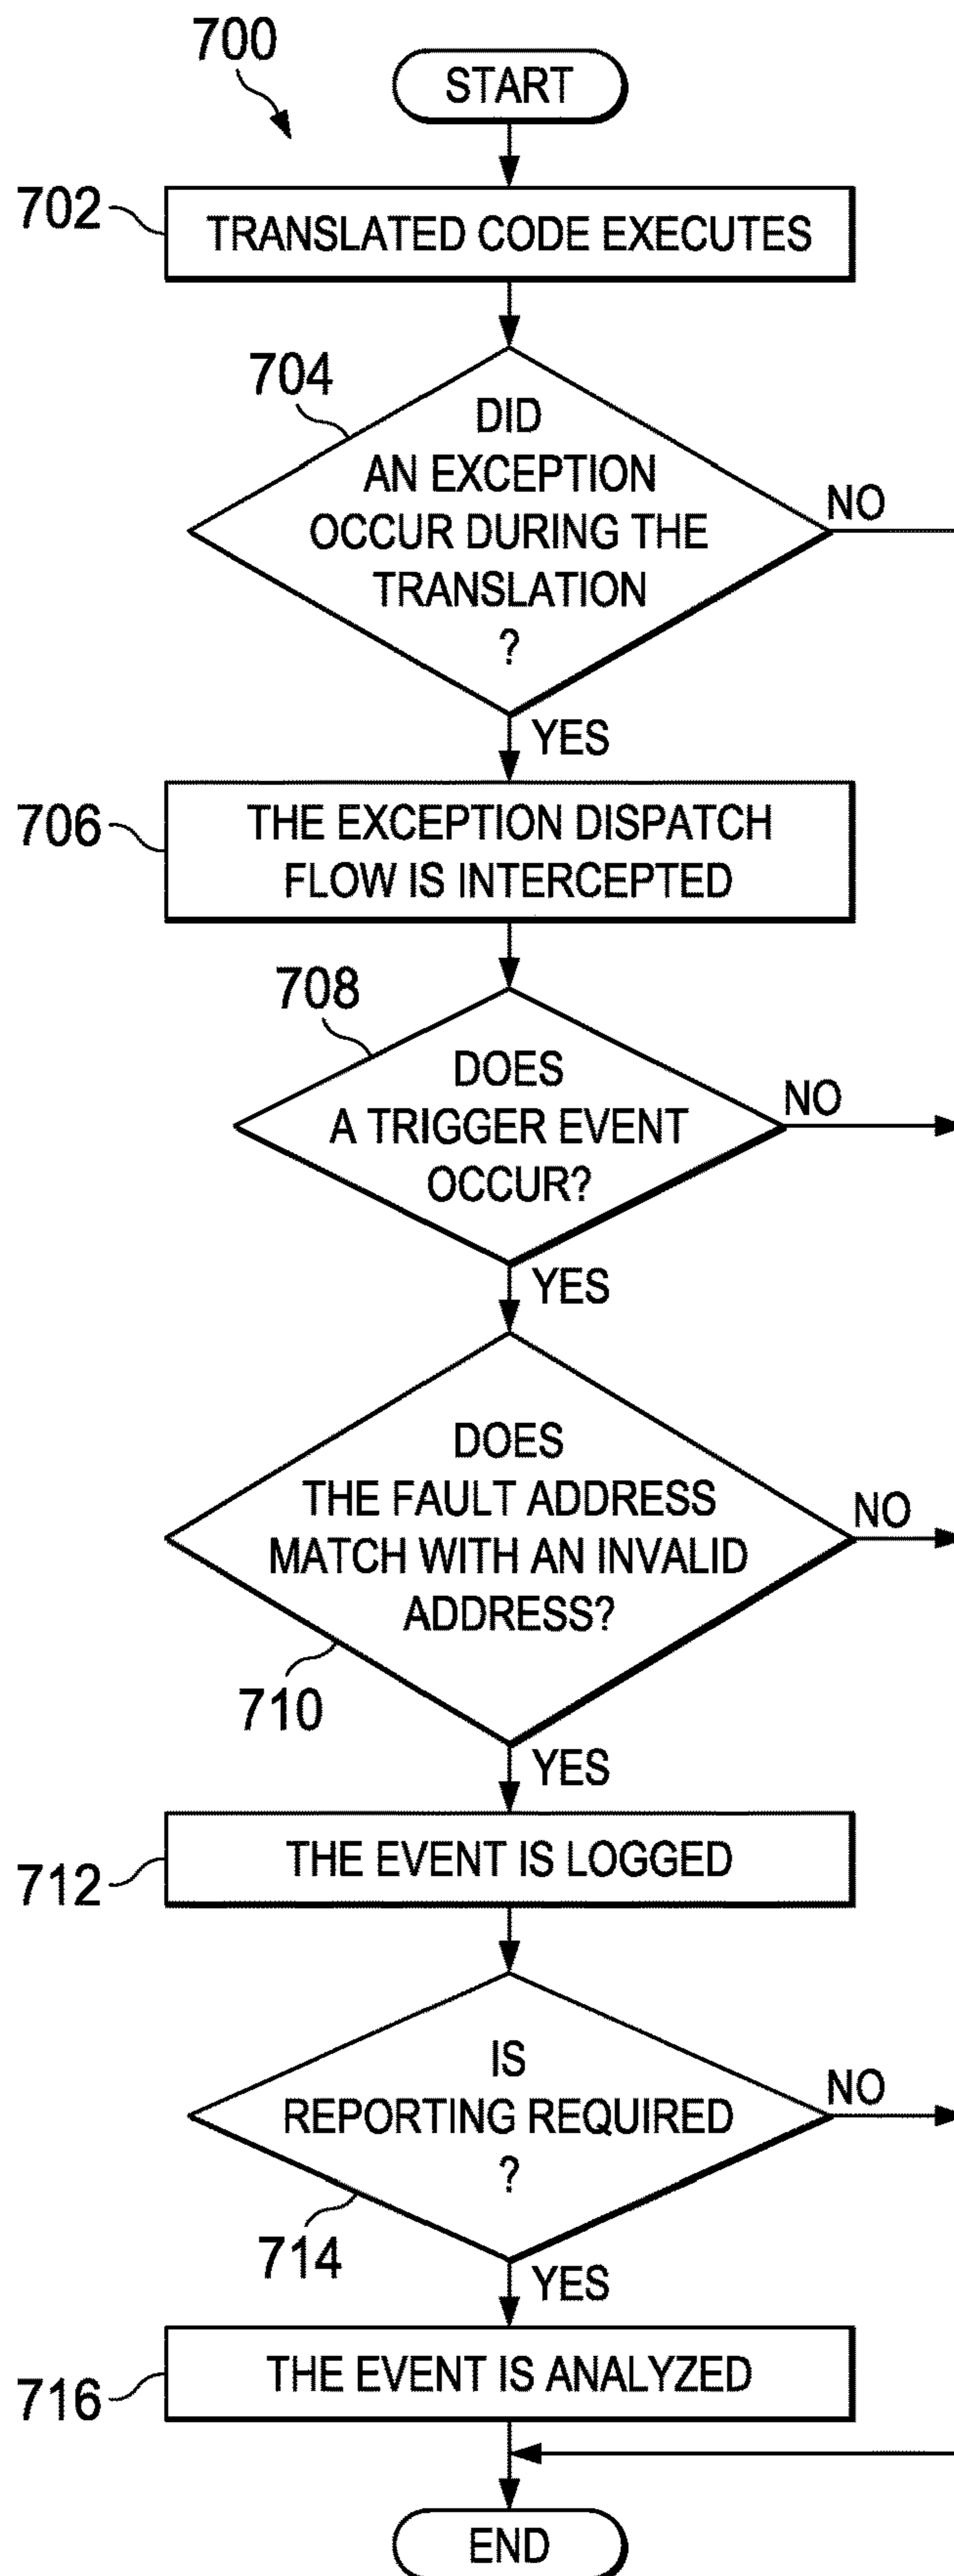 700
START
702
TRANSLATED CODE EXECUTES
704
DID
AN EXCEPTION
OCCUR DURING THE
TRANSLATION
?
NO
YES
706
THE EXCEPTION DISPATCH
FLOW IS INTERCEPTED
708
DOES
A TRIGGER EVENT
OCCUR?
NO
YES
DOES
THE FAULT ADDRESS
MATCH WITH AN INVALID
ADDRESS?
NO
710
YES
712
THE EVENT IS LOGGED
IS
REPORTING REQUIRED
?
NO
714
YES
716
THE EVENT IS ANALYZED
END